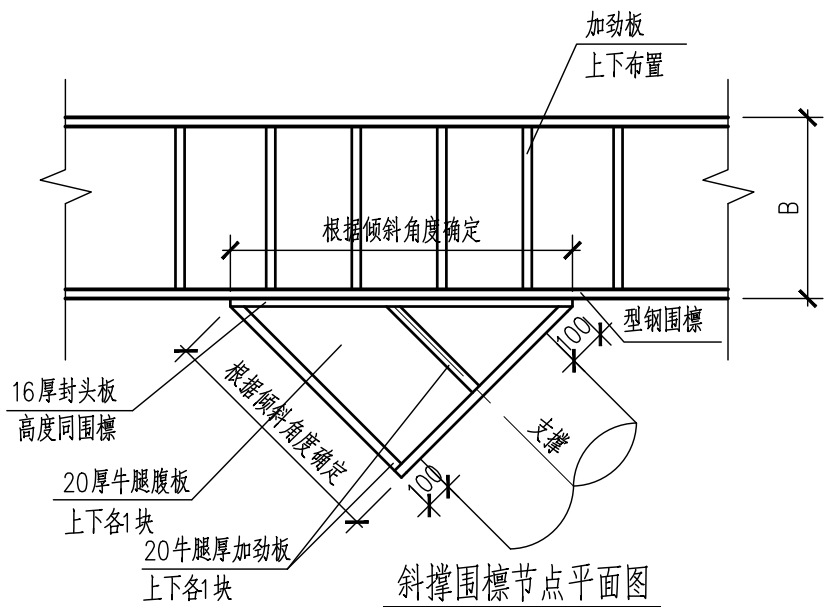 加劲板
上下布置
B
根据倾斜角度确定
型钢围檩
100
16厚封头板
高度同围檩
根据倾斜角度确定
支撑
20厚牛腿腹板
上下各1块
100
20牛腿厚加劲板
上下各1块
斜撑围檩节点平面图